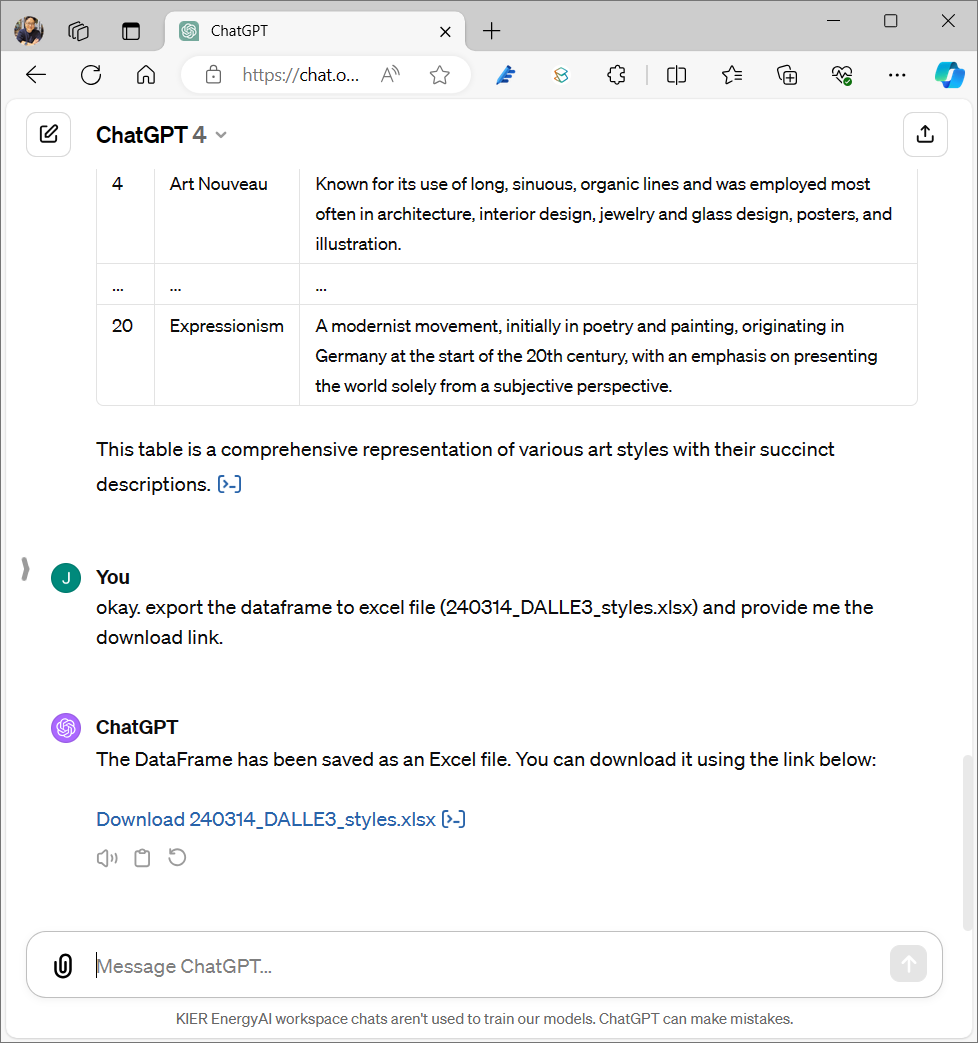 ChatGPT
https://chat.o...
ChatGPT 4
4 Art Nouveau Known for its use of long, sinuous, organic lines and was employed most
often in architecture, interior design, jewelry and glass design, posters, and
illustration.
... ... ...
20 Expressionism A modernist movement, initially in poetry and painting, originating in
Germany at the start of the 20th century, with an emphasis on presenting
the world solely from a subjective perspective.
This table is a comprehensive representation of various art styles with their succinct
descriptions. [>-]
J You
okay. export the dataframe to excel file (240314_DALLE3_styles.xlsx) and provide me the
download link.
ChatGPT
The DataFrame has been saved as an Excel file. You can download it using the link below:
Download 240314_DALLE3_styles.xlsx [>-]
Message ChatGPT...
KIER EnergyAI workspace chats aren't used to train our models. ChatGPT can make mistakes.